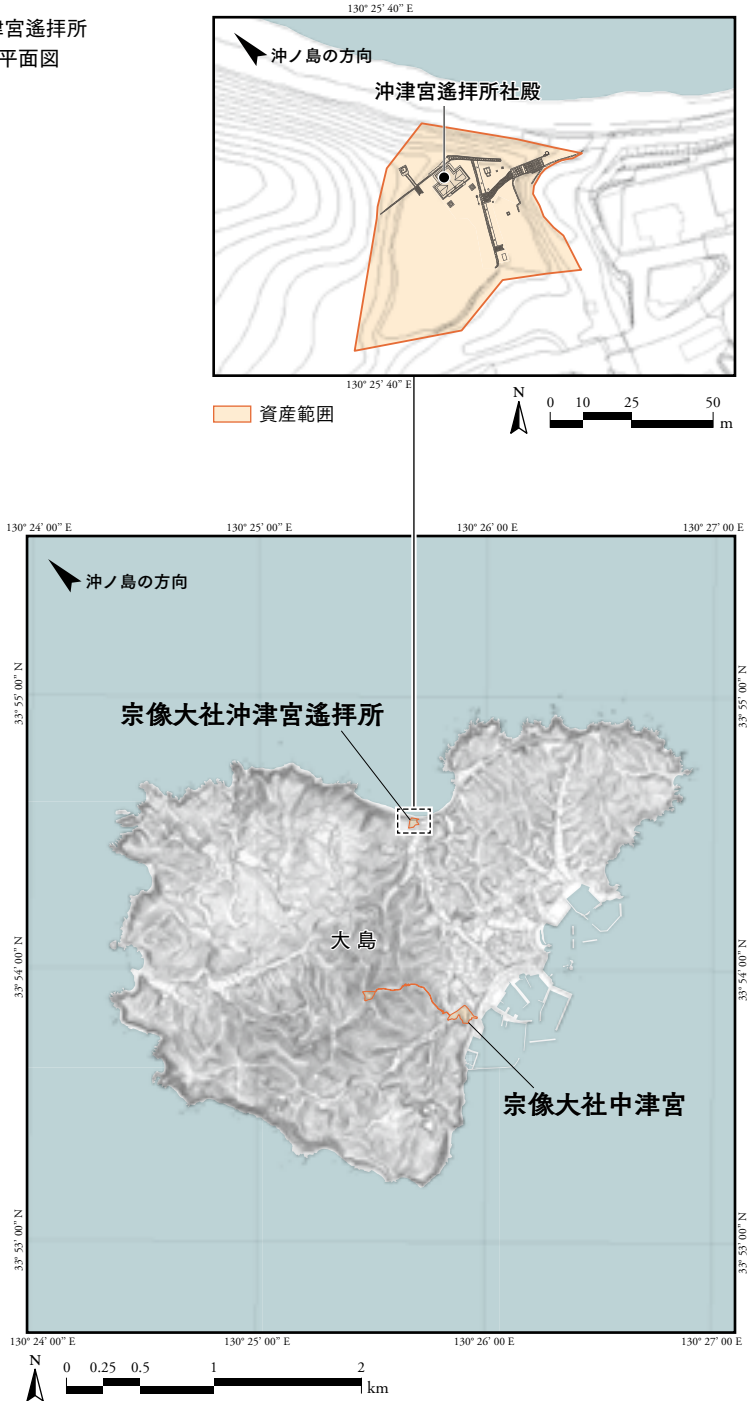 津宮遙拝所
平面図
130° 25' 40" E
沖ノ島の方向
沖津宮遙拝所社殿
130° 25' 40" E
資産範囲
N
0 10 25 50
m
130° 24' 00" E 130° 25' 00" E 130° 26' 00 E 130° 27' 00 E
沖ノ島の方向
33° 55' 00" N
33° 55' 00" N
宗像大社沖津宮遙拝所
大島
33° 54' 00" N
33° 54' 00" N
宗像大社中津宮
33° 53' 00" N
33° 53' 00" N
130° 24' 00" E 130° 25' 00" E 130° 26' 00 E 130° 27' 00 E
N
0 0.25 0.5 1 2
km